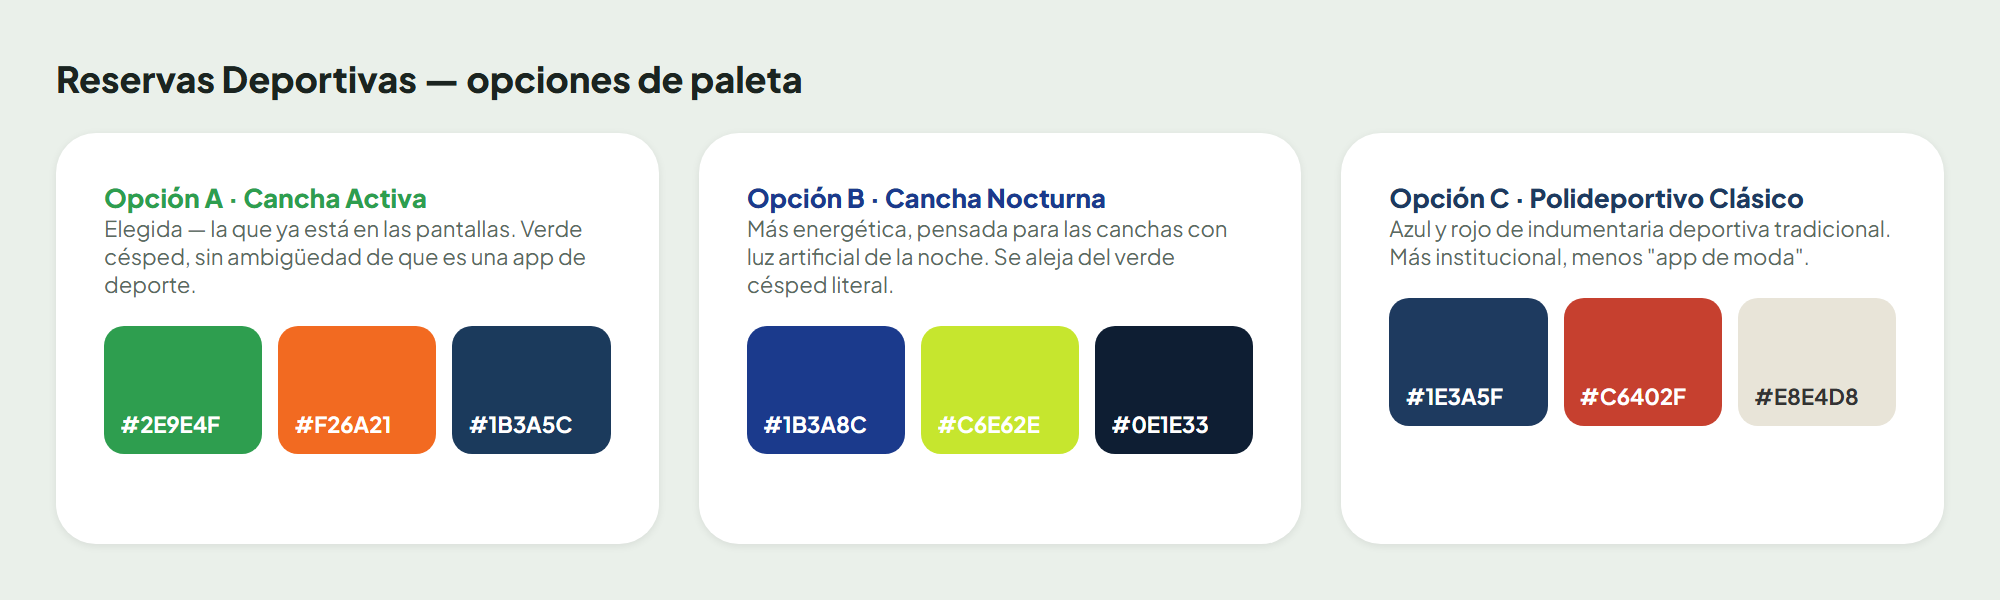 Reservas Deportivas — opciones de paleta
Opción A · Cancha Activa
Elegida — la que ya está en las pantallas. Verde
césped, sin ambigüedad de que es una app de
deporte.
#2E9E4F
#F26A21
#1B3A5C
Opción B · Cancha Nocturna
Más energética, pensada para las canchas con
luz artificial de la noche. Se aleja del verde
césped literal.
#1B3A8C
#C6E62E
#0E1E33
Opción C · Polideportivo Clásico
Azul y rojo de indumentaria deportiva tradicional.
Más institucional, menos "app de moda".
#1E3A5F
#C6402F
#E8E4D8